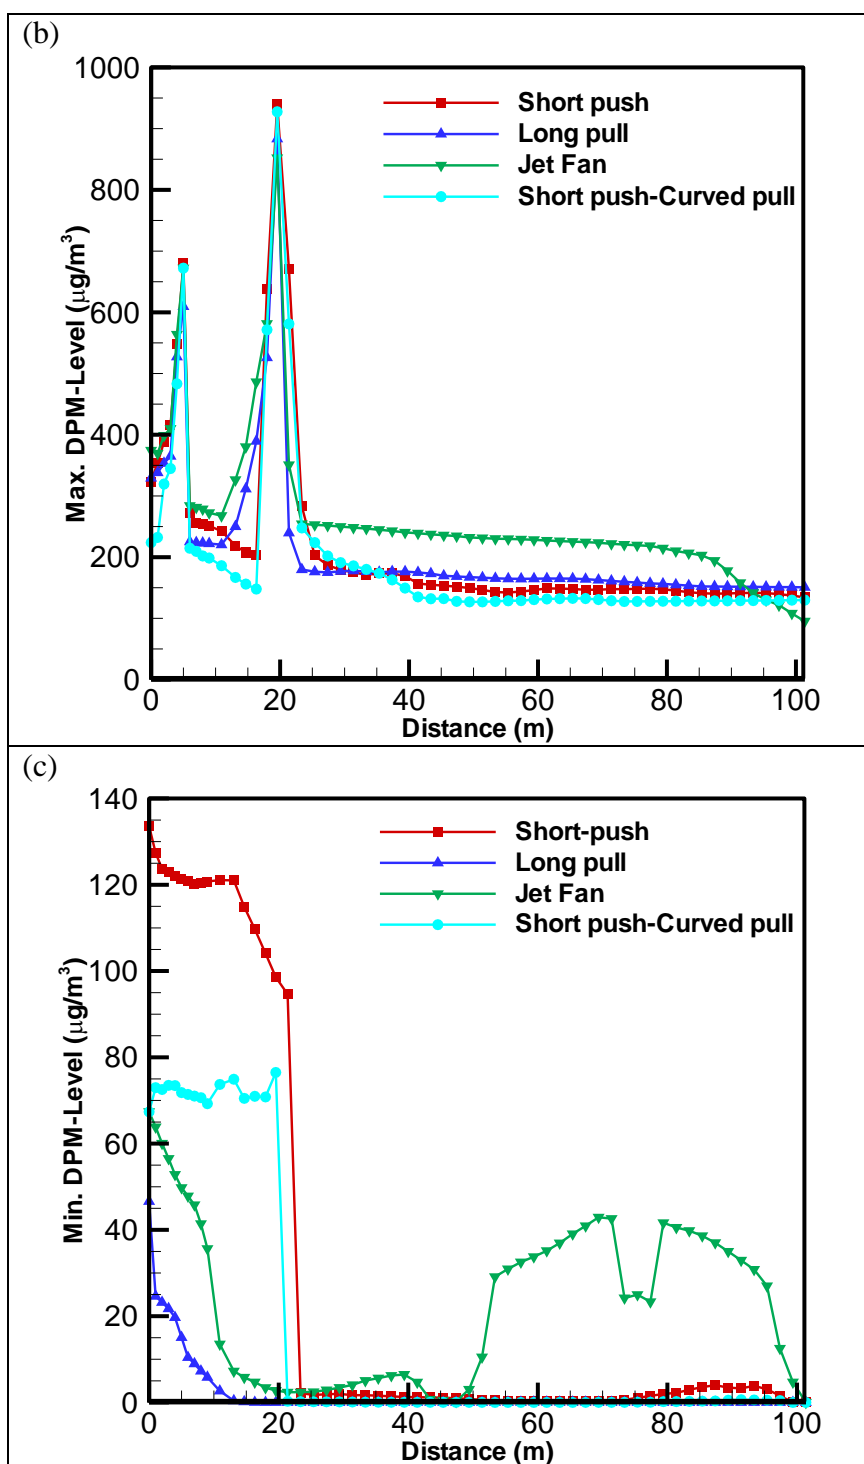 (b)
1000
800
600
400
200
0
Max. DPM-Level (μg/m³)
Short push
Long pull
Jet Fan
Short push-Curved pull
0 20 40 60 80 100
Distance (m)
(c)
140
120
100
80
60
40
20
0
Min. DPM-Level (μg/m³)
Short-push
Long pull
Jet Fan
Short push-Curved pull
0 20 40 60 80 100
Distance (m)